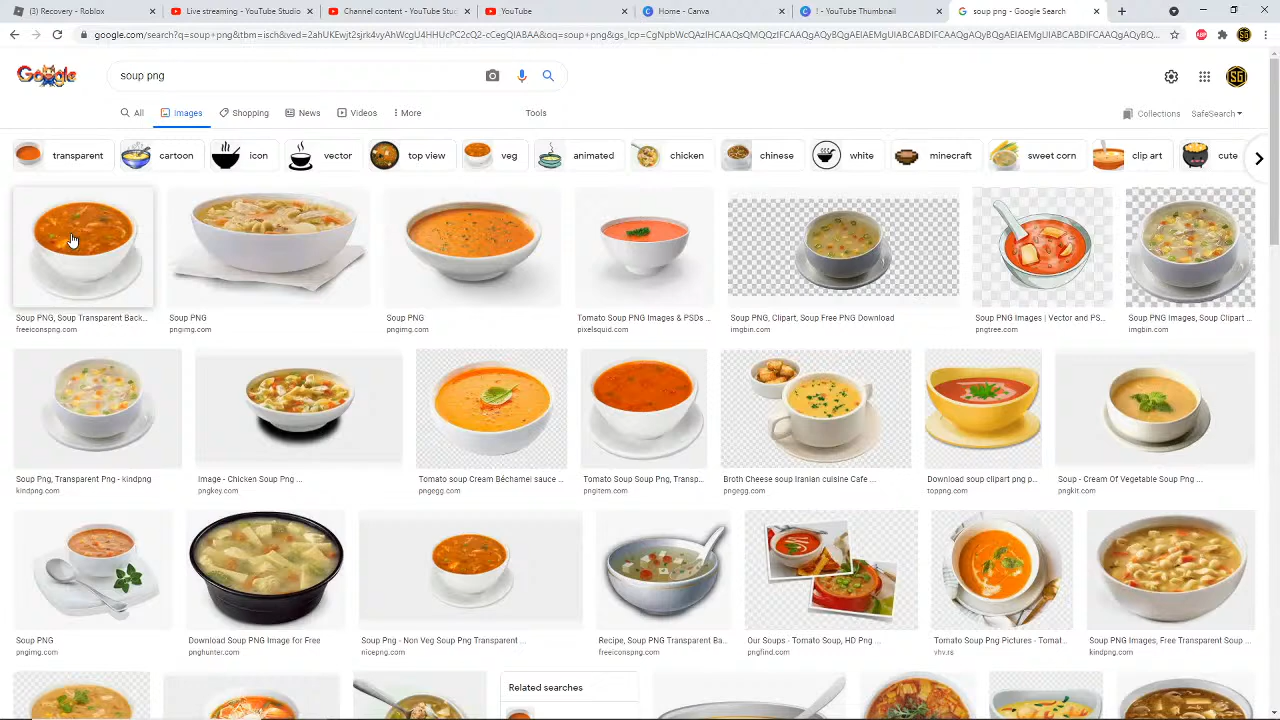 (3) Recovery - Roblox
Live streaming - YouTube Studio
Channel content - YouTube Stu
YouTube
Home - Canva
! - YouTube Thumbnail
soup png - Google Search
soup png
All
Images
Shopping
News
Videos
More
Tools
Collections
SafeSearch
transparent
cartoon
icon
vector
top view
veg
animated
chicken
chinese
white
minecraft
sweet corn
clip art
cute
Soup PNG, Soup Transparent Back...
freeiconspng.com
Soup PNG
pngimg.com
Soup PNG
pngimg.com
Tomato Soup PNG Images & PSDs ...
pixelsquid.com
Soup PNG, Clipart, Soup Free PNG Download
imgbin.com
Soup PNG Images | Vector and PS...
pngtree.com
Soup PNG Images, Soup Clipart ...
imgbin.com
Soup Png, Transparent Png - kindpng
kindpng.com
Image - Chicken Soup Png ...
pngkey.com
Tomato soup Cream Béchamel sauce ...
pngegg.com
Tomato Soup Soup Png, Transp...
pngitem.com
Broth Cheese soup Iranian cuisine Cafe ...
pngegg.com
Download soup clipart png p...
toppng.com
Soup - Cream Of Vegetable Soup Png ...
pngkit.com
Soup PNG
pngimg.com
Download Soup PNG Image for Free
pnghunter.com
Soup Png - Non Veg Soup Png Transparent ...
nicepng.com
Recipe, Soup PNG Transparent Ba...
freeiconspng.com
Our Soups - Tomato Soup, HD Png ...
pngfind.com
Tomato Soup Png Pictures - Tomat...
vhv.rs
Soup PNG Images, Free Transparent Soup ...
kindpng.com
Related searches